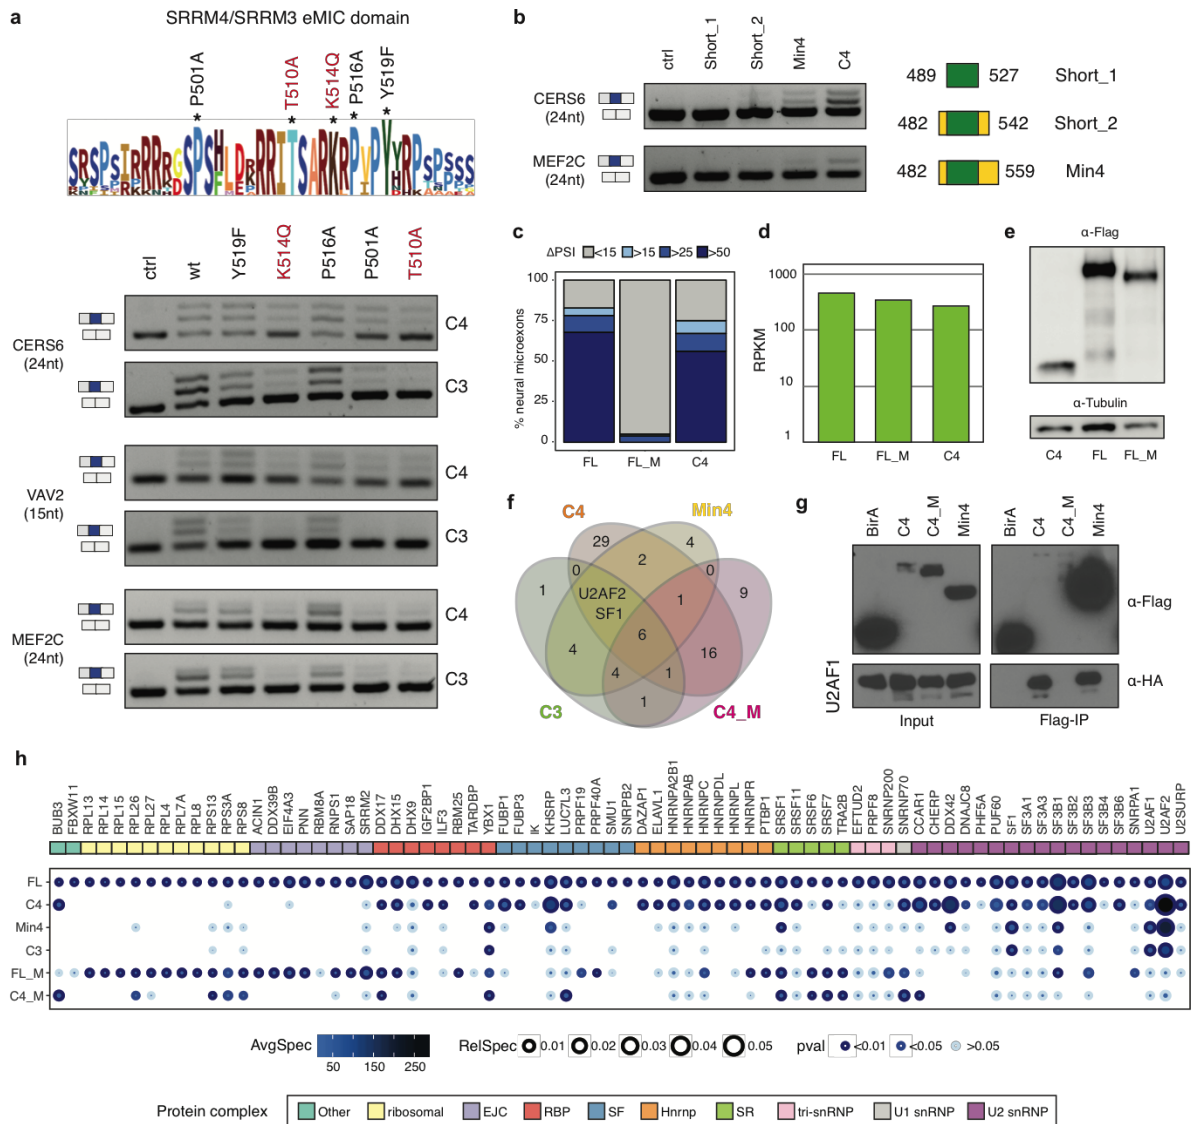 a
SRRM4/SRRM3 eMIC domain
P501A
T510A
K514Q
P516A
Y519F
* * * * *
ctrl
wt
Y519F
K514Q
P516A
P501A
T510A
CERS6
(24nt)
C4
C3
VAV2
(15nt)
C4
C3
MEF2C
(24nt)
C4
C3
b
ctrl
Short_1
Short_2
Min4
C4
CERS6
(24nt)
MEF2C
(24nt)
489 527 Short_1
482 542 Short_2
482 559 Min4
c
ΔPSI <15 >15 >25 >50
% neural microexons
100
75
50
25
0
FL FL_M C4
d
RPKM
1000
100
10
1
FL FL_M C4
e
α-Flag
α-Tubulin
C4 FL FL_M
f
C4 Min4
29 2 4
1 0 0 9
U2AF2
SF1
1
6
4 16
4 1
1
C3 C4_M
g
BirA
C4
C4_M
Min4
BirA
C4
C4_M
Min4
α-Flag
U2AF1
α-HA
Input Flag-IP
h
BUB3
FBXW11
RPL13
RPL14
RPL15
RPL26
RPL27
RPL4
RPL7A
RPL8
RPS13
RPS3A
RPS8
ACIN1
DDX39B
EIF4A3
PNN
RBM8A
RNPS1
SAP18
SRRM2
DDX17
DHX15
DHX9
IGF2BP1
ILF3
RBM25
TARDBP
YBX1
FUBP1
FUBP3
IK
KHSRP
LUC7L3
PRPF19
PRPF40A
SMU1
SNRPB2
DAZAP1
ELAVL1
HNRNPA2B1
HNRNPAB
HNRNPC
HNRNPDL
HNRNPL
HNRNPR
PTBP1
SRSF1
SRSF11
SRSF6
SRSF7
TRA2B
EFTUD2
PRPF8
SNRNP200
SNRNP70
CCAR1
CHERP
DDX42
DNAJC8
PHF5A
PUF60
SF1
SF3A1
SF3A3
SF3B1
SF3B2
SF3B3
SF3B4
SF3B6
SNRPA1
U2AF1
U2AF2
U2SURP
FL
C4
Min4
C3
FL_M
C4_M
AvgSpec
50 150 250
RelSpec 0.01 0.02 0.03 0.04 0.05
pval <0.01 <0.05 >0.05
Protein complex Other ribosomal EJC RBP SF Hnrnp SR tri-snRNP U1 snRNP U2 snRNP